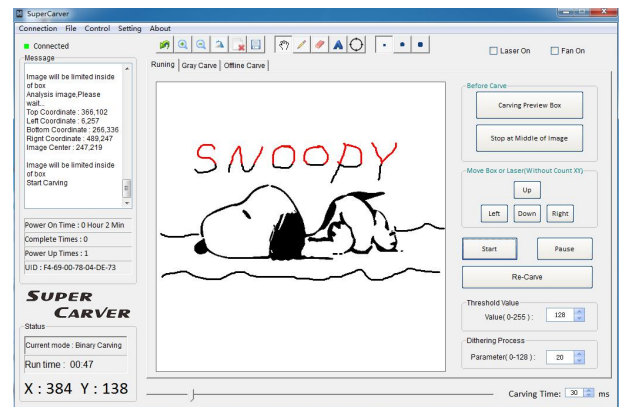 SuperCarver
Connection File Control Setting About
Connected
Message
Image will be limited inside
of box
Analysis image,Please
wait...
Top Coordinate : 366,102
Left Coordinate : 6,257
Bottom Coordinate : 266,336
Rignt Coordinate : 489,247
Image Center : 247,219
Image will be limited inside
of box
Start Carving
Power On Time : 0 Hour 2 Min
Complete Times : 0
Power Up Times : 1
UID : F4-69-00-78-04-DE-73
SUPER
CARVER
Status
Current mode : Binary Carving
Run time : 00:47
X : 384 Y : 138
A
Runing Gray Carve Offline Carve
SNOOPY
Laser On Fan On
Before Carve
Carving Preview Box
Stop at Middle of Image
Move Box or Laser(Without Count XY)
Up
Left Down Right
Start Pause
Re-Carve
Threshold Value
Value( 0-255 ) : 128
Dithering Process
Parameter( 0-128 ) : 20
Carving Time: 30 ms